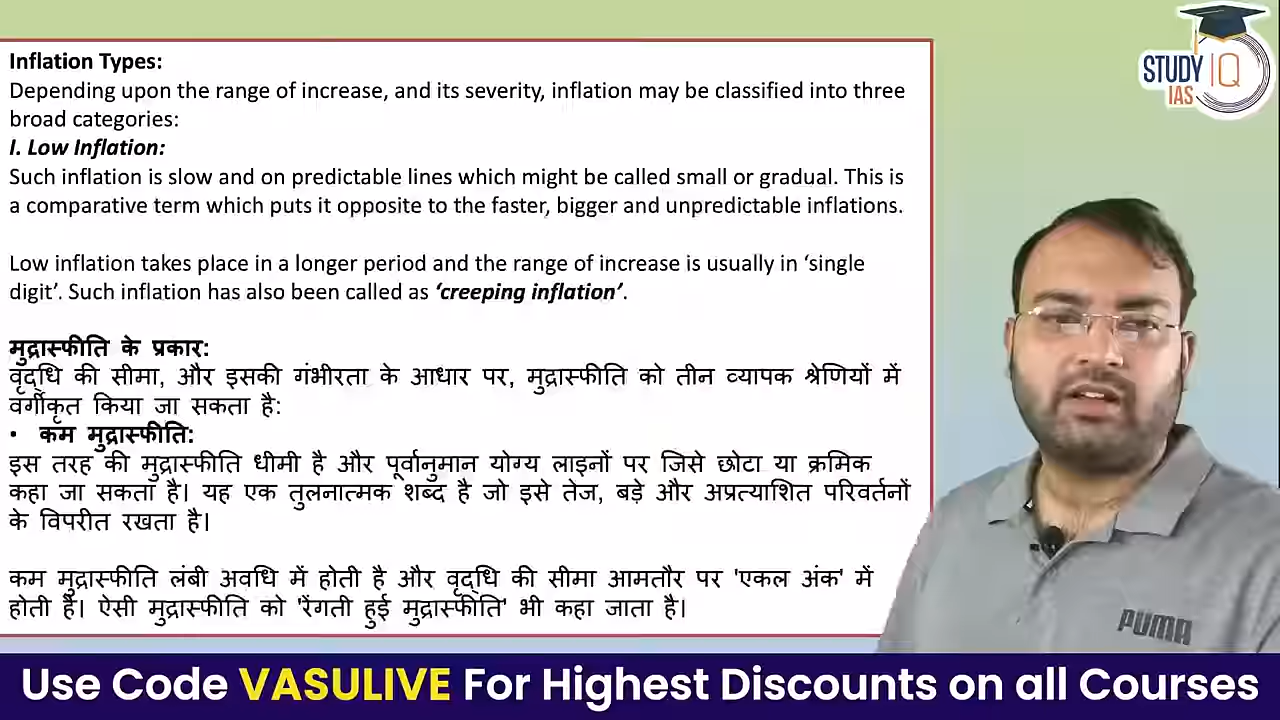 Inflation Types:
Depending upon the range of increase, and its severity, inflation may be classified into three
broad categories:
I. Low Inflation:
Such inflation is slow and on predictable lines which might be called small or gradual. This is
a comparative term which puts it opposite to the faster, bigger and unpredictable inflations.
Low inflation takes place in a longer period and the range of increase is usually in ‘single
digit’. Such inflation has also been called as ‘creeping inflation’.
मुद्रास्फीति के प्रकार:
वृद्धि की सीमा, और इसकी गंभीरता के आधार पर, मुद्रास्फीति को तीन व्यापक श्रेणियों में
वर्गीकृत किया जा सकता है:
• कम मुद्रास्फीति:
इस तरह की मुद्रास्फीति धीमी है और पूर्वानुमान योग्य लाइनों पर जिसे छोटा या क्रमिक
कहा जा सकता है। यह एक तुलनात्मक शब्द है जो इसे तेज, बड़े और अप्रत्याशित परिवर्तनों
के विपरीत रखता है।
कम मुद्रास्फीति लंबी अवधि में होती है और वृद्धि की सीमा आमतौर पर 'एकल अंक' में
होती है। ऐसी मुद्रास्फीति को 'रेंगती हुई मुद्रास्फीति' भी कहा जाता है।
STUDY IQ
IAS
PUMA
Use Code VASULIVE For Highest Discounts on all Courses